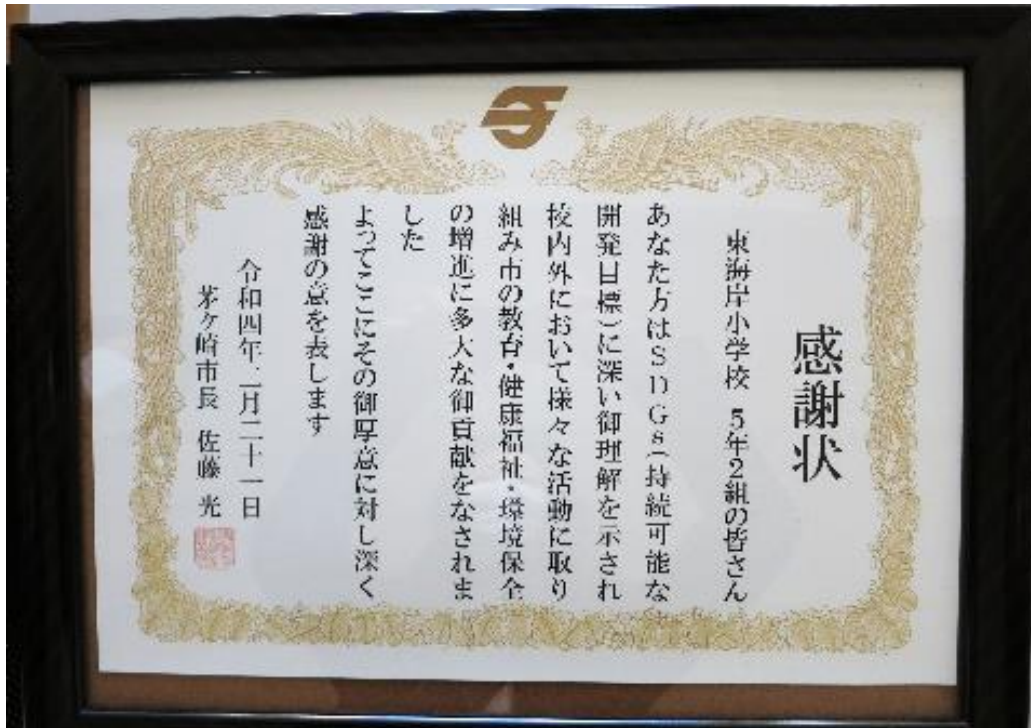 感謝状
東海岸小学校 5年2組の皆さん
あなた方はSDGs(持続可能な
開発目標)に深い御理解を示され
校内外において様々な活動に取り
組み市の教育・健康福祉・環境保全
の増進に多大な御貢献をなされま
した
よってここにその御厚意に対し深く
感謝の意を表します
令和四年二月二十一日
茅ヶ崎市長 佐藤 光